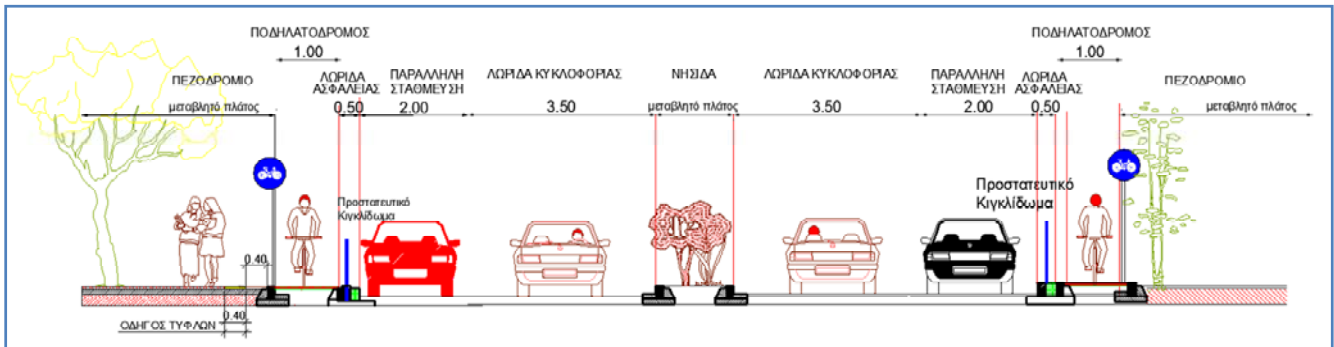 ΠΟΔΗΛΑΤΟΔΡΟΜΟΣ
1.00
ΠΕΖΟΔΡΟΜΙΟ
μεταβλητό πλάτος
ΛΩΡΙΔΑ
ΑΣΦΑΛΕΙΑΣ
0.50
ΠΑΡΑΛΛΗΛΗ
ΣΤΑΘΜΕΥΣΗ
2.00
ΛΩΡΙΔΑ ΚΥΚΛΟΦΟΡΙΑΣ
3.50
ΝΗΣΙΔΑ
μεταβλητό πλάτος
ΛΩΡΙΔΑ ΚΥΚΛΟΦΟΡΙΑΣ
3.50
ΠΑΡΑΛΛΗΛΗ
ΣΤΑΘΜΕΥΣΗ
2.00
ΛΩΡΙΔΑ
ΑΣΦΑΛΕΙΑΣ
0.50
ΠΟΔΗΛΑΤΟΔΡΟΜΟΣ
1.00
ΠΕΖΟΔΡΟΜΙΟ
μεταβλητό πλάτος
Προστατευτικό
Κιγκλίδωμα
Προστατευτικό
Κιγκλίδωμα
0.40
0.40
ΟΔΗΓΟΣ ΤΥΦΛΩΝ